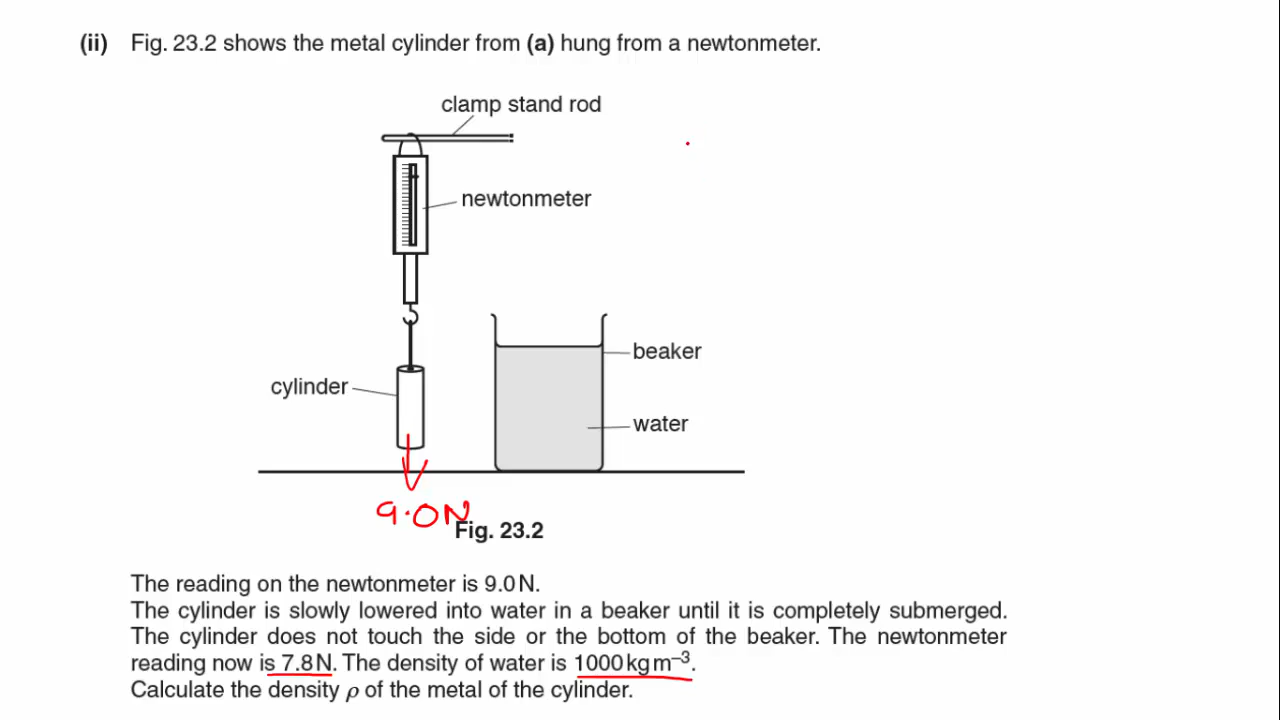 (ii) Fig. 23.2 shows the metal cylinder from (a) hung from a newtonmeter.
clamp stand rod
newtonmeter
beaker
cylinder
water
9.0N
Fig. 23.2
The reading on the newtonmeter is 9.0 N.
The cylinder is slowly lowered into water in a beaker until it is completely submerged.
The cylinder does not touch the side or the bottom of the beaker. The newtonmeter
reading now is 7.8 N. The density of water is 1000 kg m⁻³.
Calculate the density ρ of the metal of the cylinder.